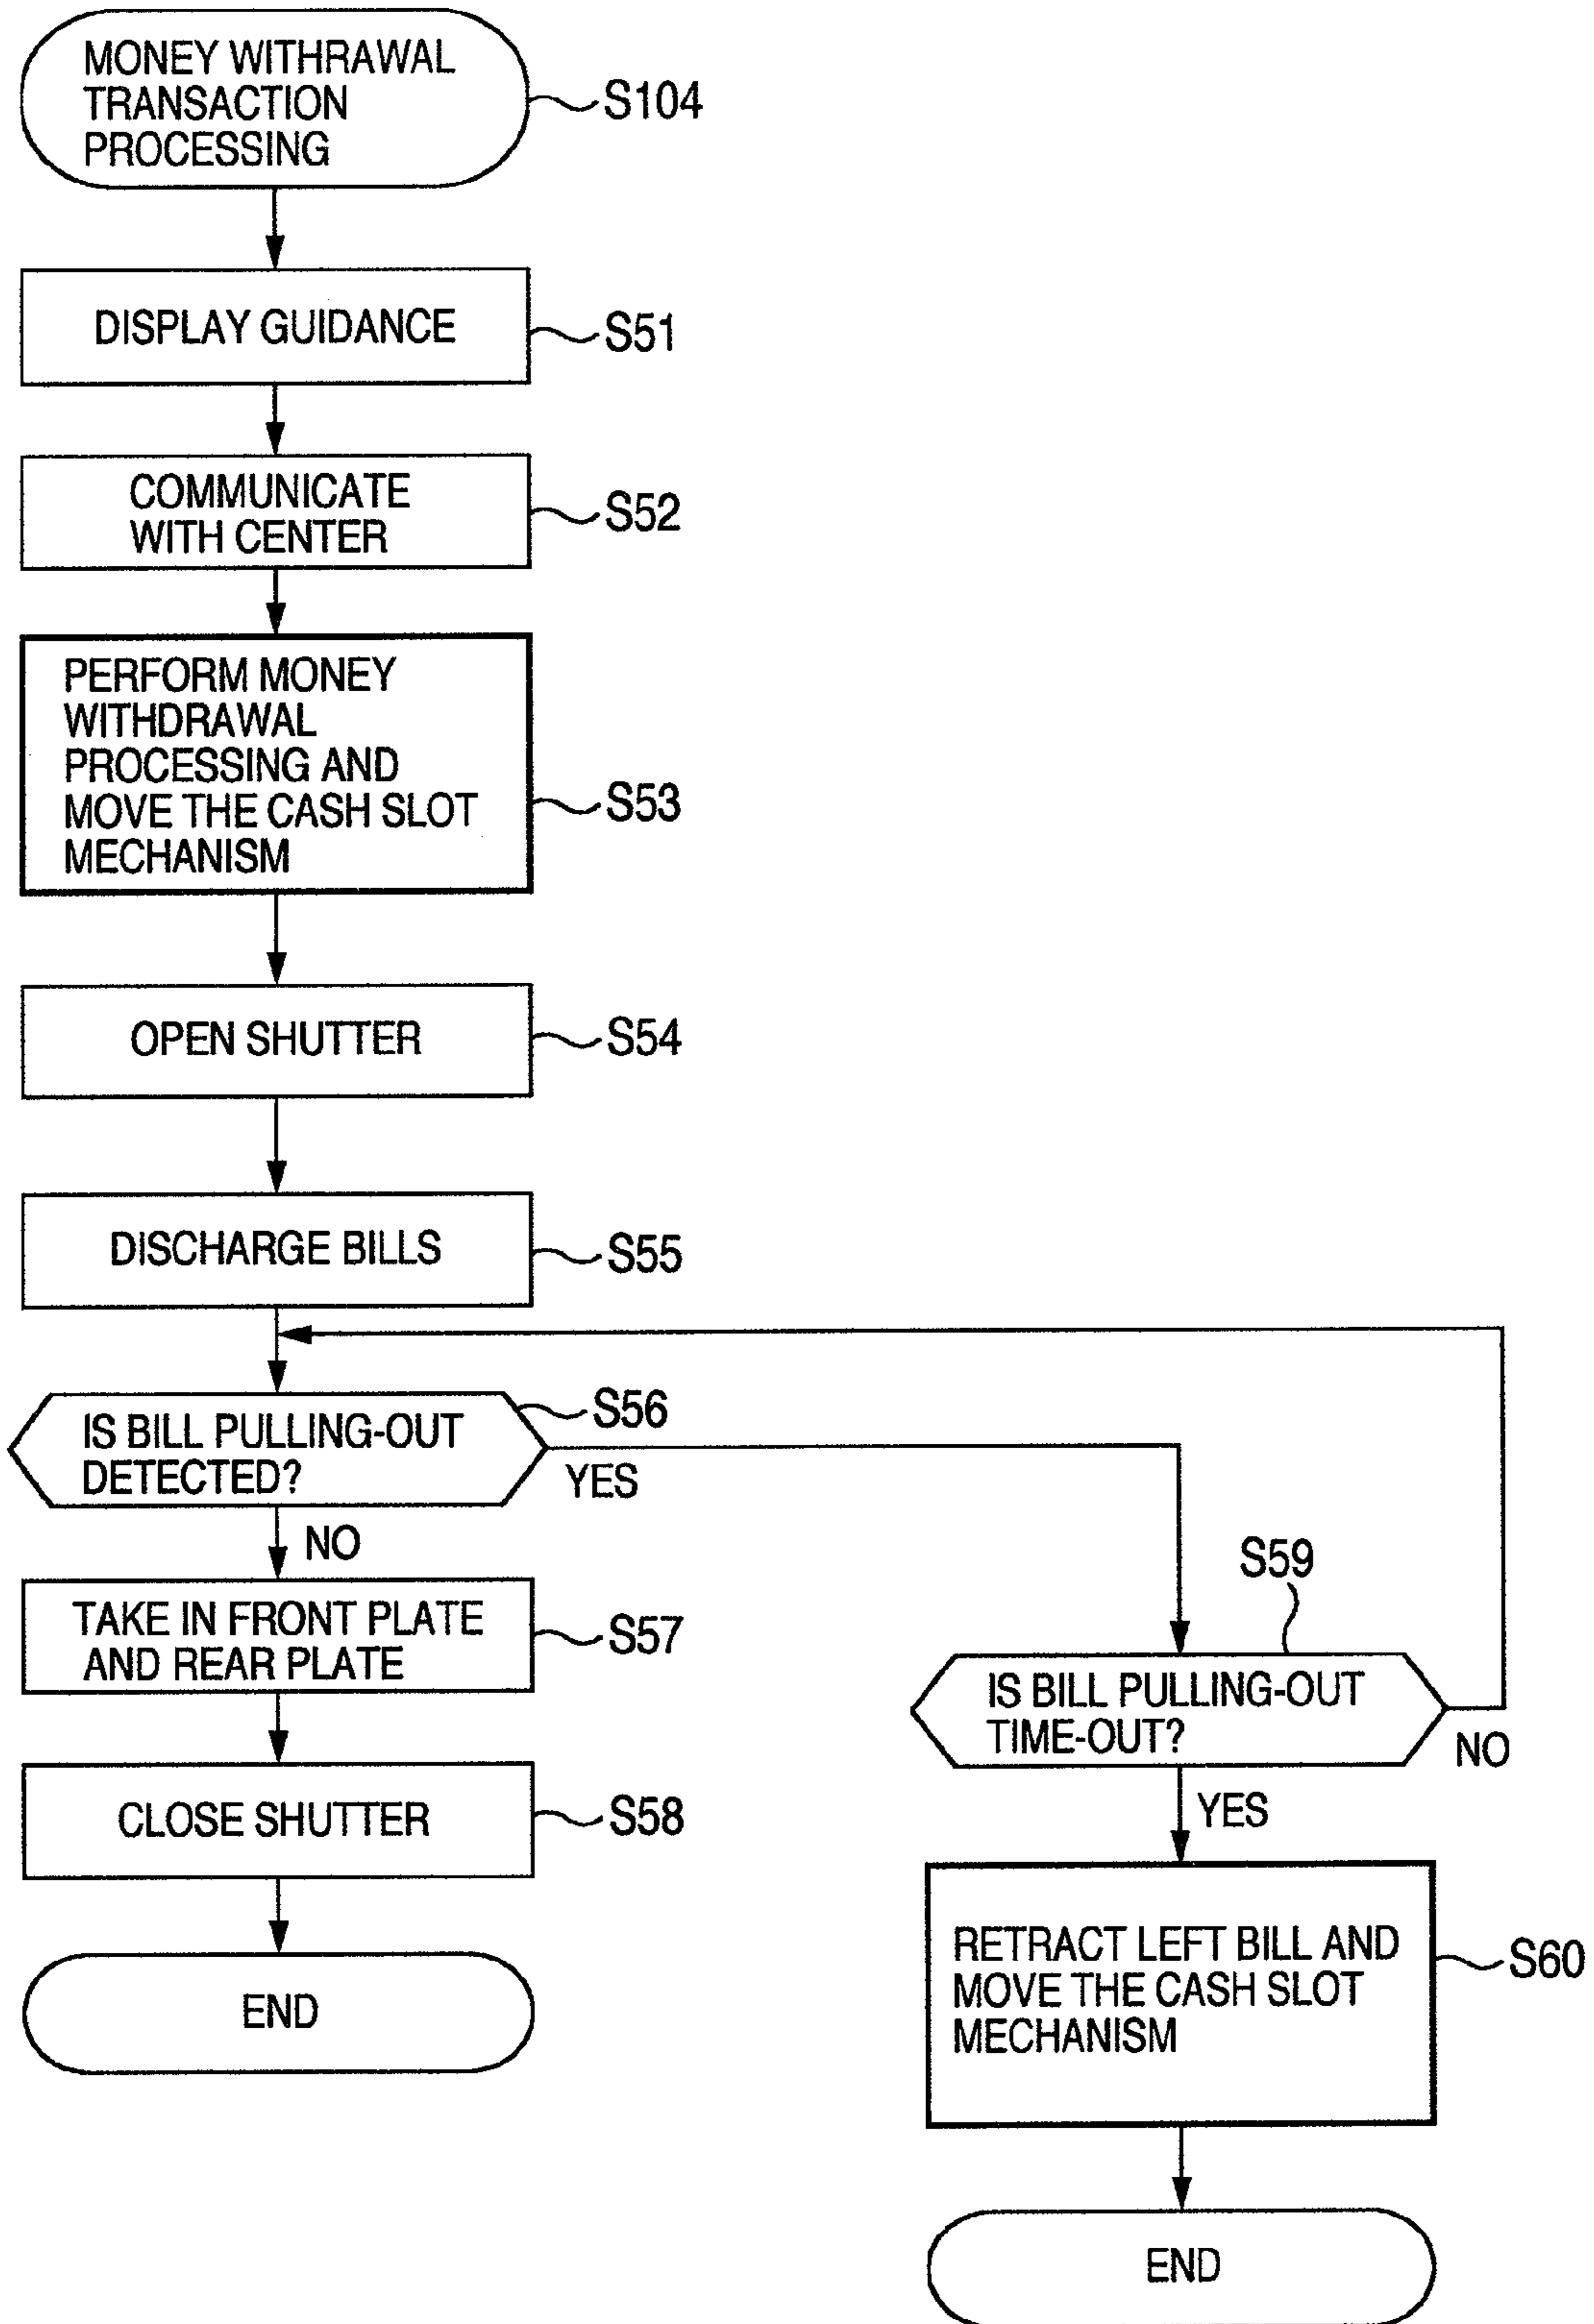 MONEY WITHRAWAL
TRANSACTION
PROCESSING
S104
DISPLAY GUIDANCE
S51
COMMUNICATE
WITH CENTER
S52
PERFORM MONEY
WITHDRAWAL
PROCESSING AND
MOVE THE CASH SLOT
MECHANISM
S53
OPEN SHUTTER
S54
DISCHARGE BILLS
S55
IS BILL PULLING-OUT
DETECTED?
S56
YES
NO
TAKE IN FRONT PLATE
AND REAR PLATE
S57
CLOSE SHUTTER
S58
END
S59
IS BILL PULLING-OUT
TIME-OUT?
NO
YES
RETRACT LEFT BILL AND
MOVE THE CASH SLOT
MECHANISM
S60
END